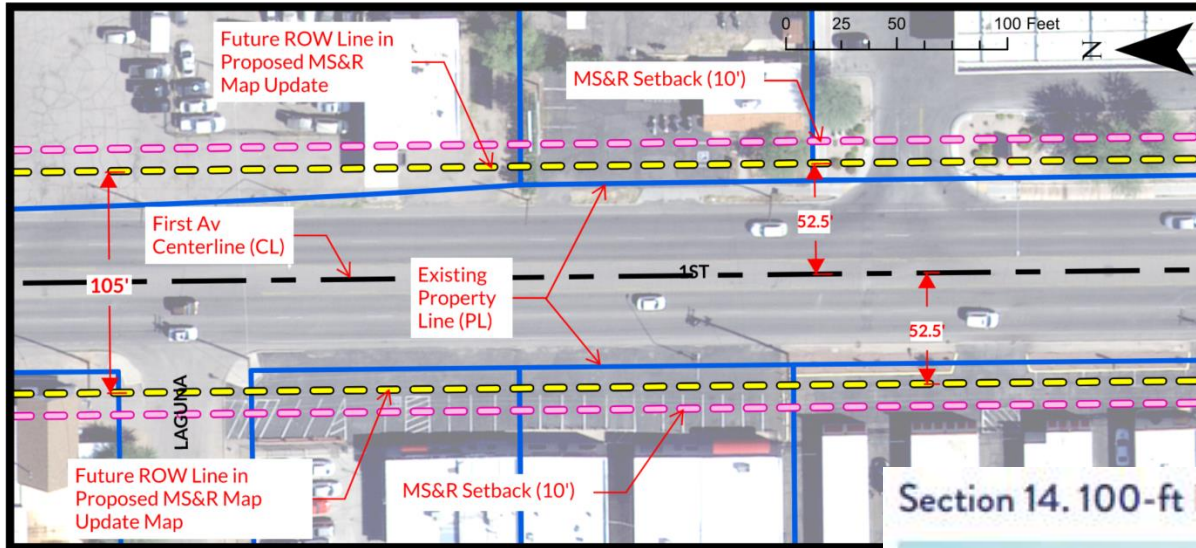 Future ROW Line in
Proposed MS&R
Map Update
0 25 50 100 Feet
N
MS&R Setback (10')
First Av
Centerline (CL)
52.5'
105'
Existing
Property
Line (PL)
1ST
52.5'
LAGUNA
Future ROW Line in
Proposed MS&R Map
Update Map
MS&R Setback (10')
Section 14. 100-ft